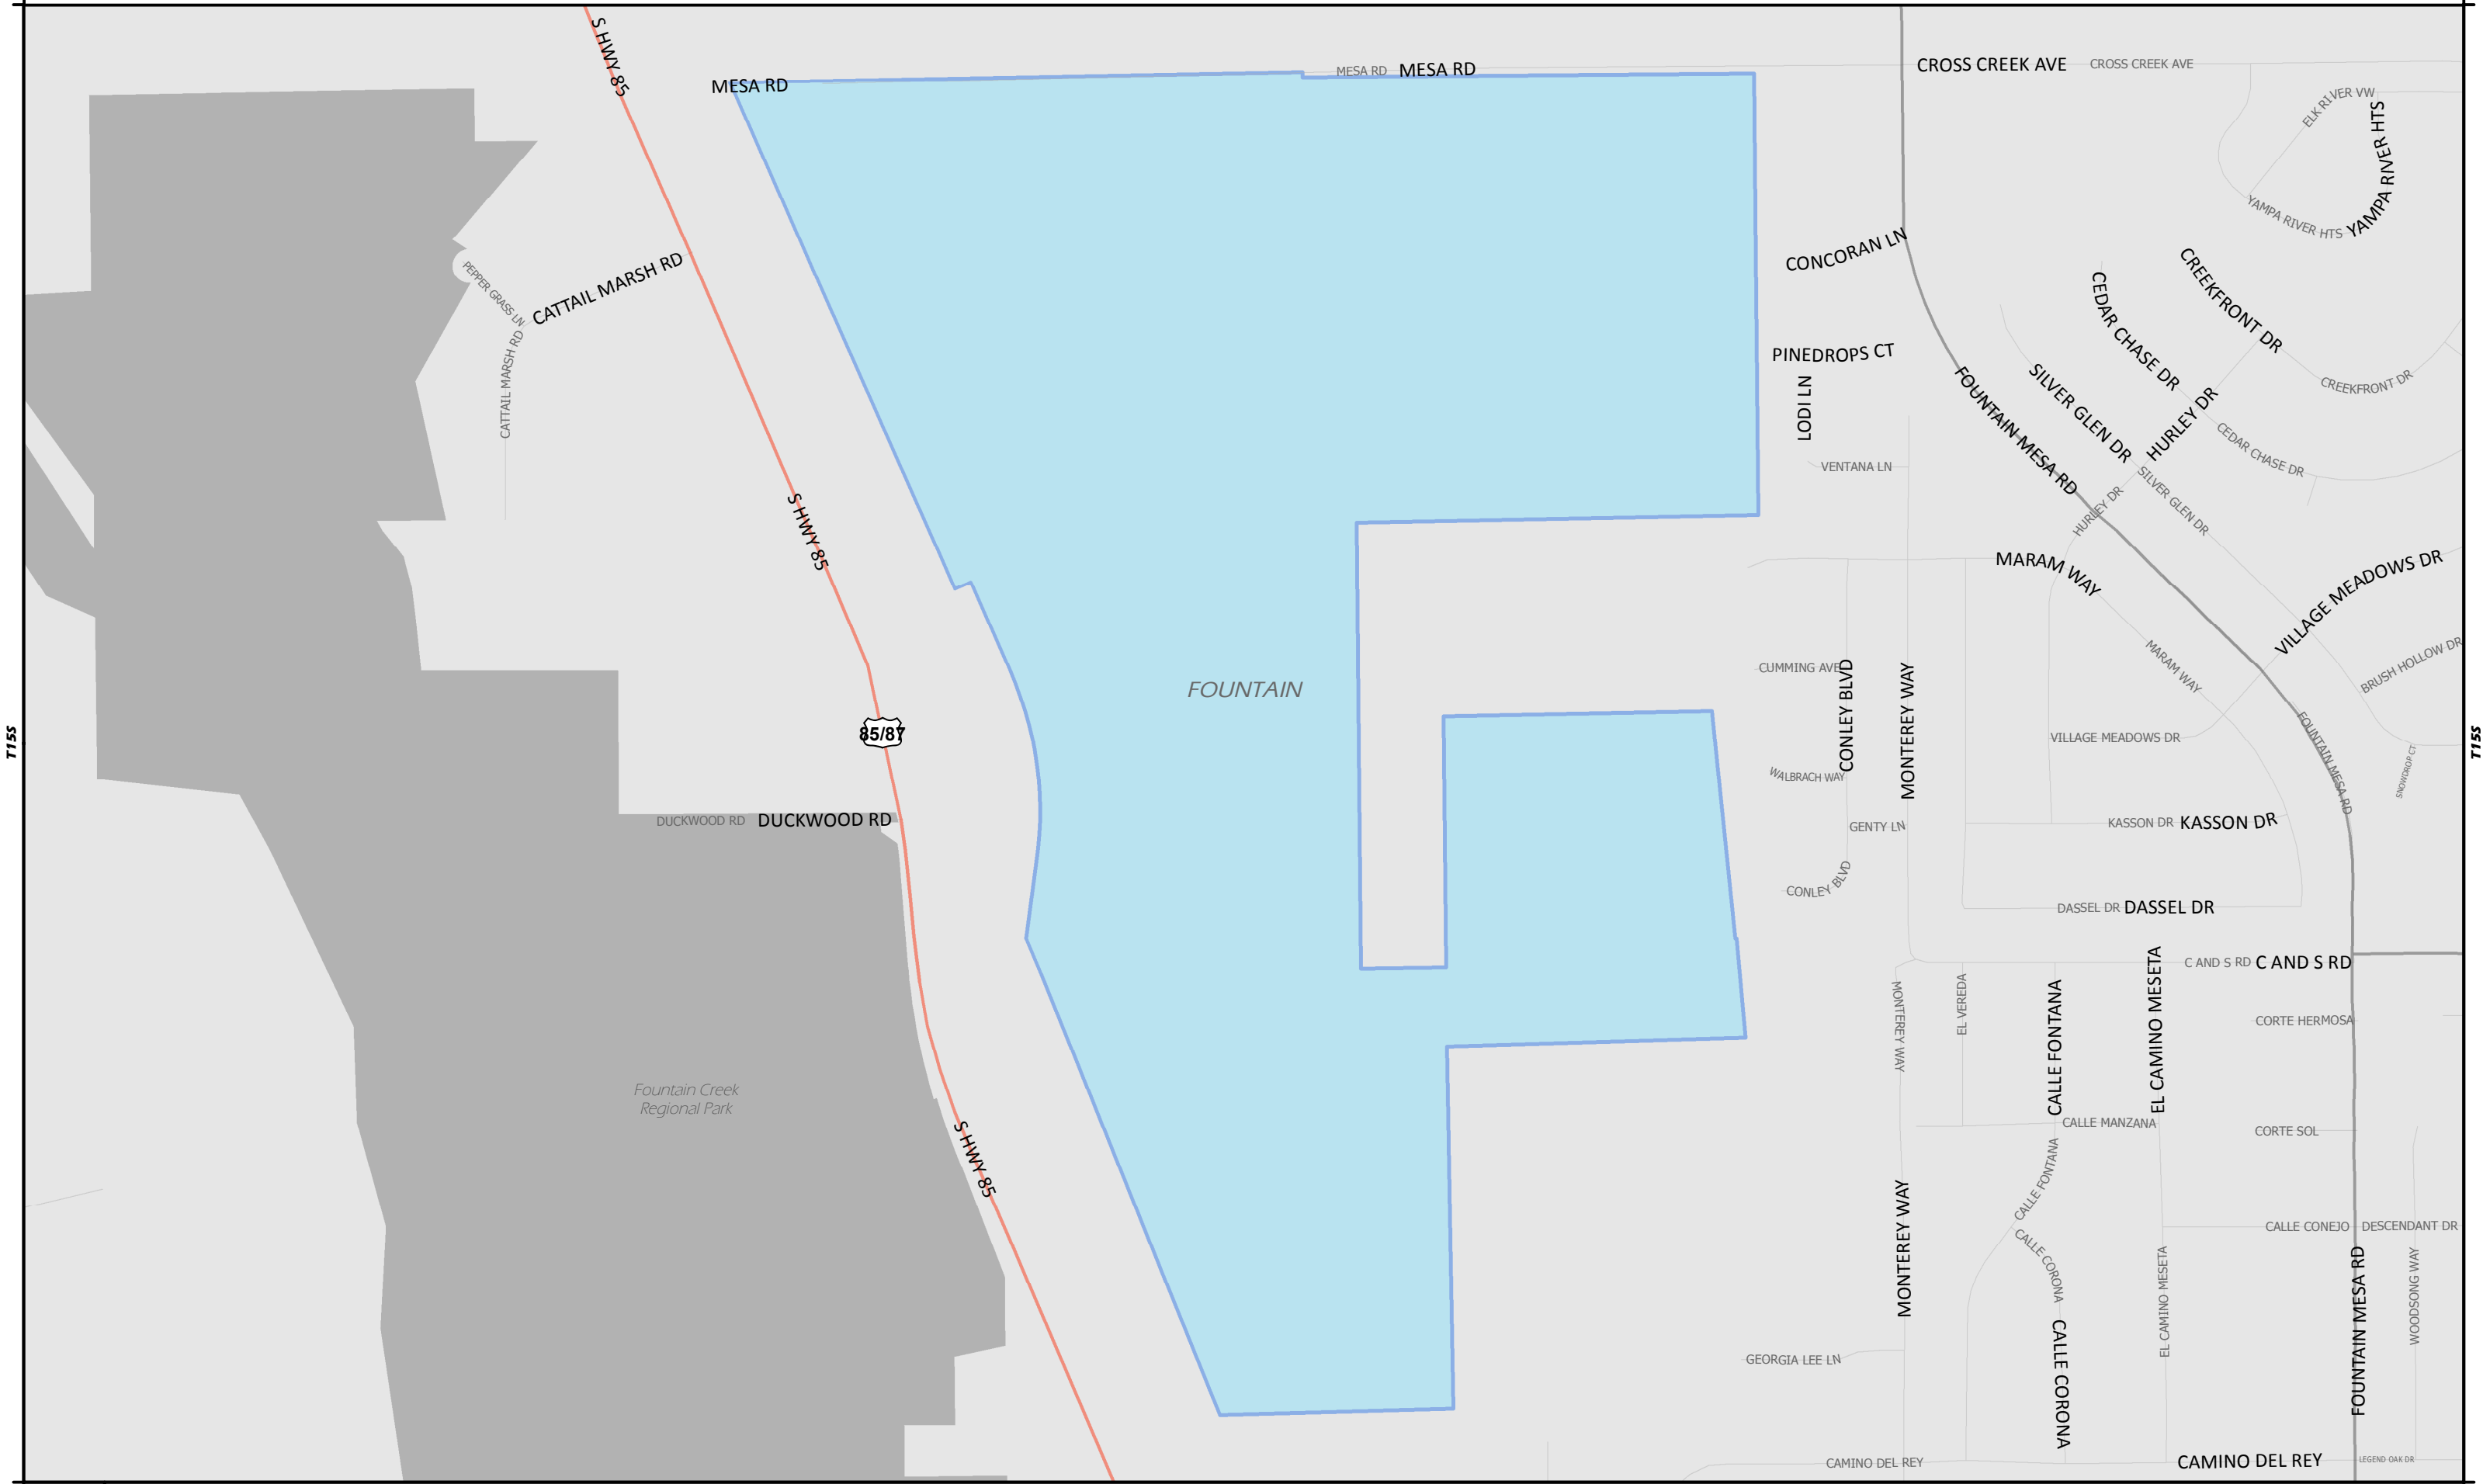 S HWY 85
MESA RD
MESA RD
MESA RD
CROSS CREEK AVE
CROSS CREEK AVE
ELK RIVER VW
YAMPA RIVER HTS
YAMPA RIVER HTS
CONCORAN LN
PEPPER GRASS LN
CATTAIL MARSH RD
CATTAIL MARSH RD
CREEKFRONT DR
CREEKFRONT DR
CEDAR CHASE DR
CEDAR CHASE DR
PINEDROPS CT
LODI LN
FOUNTAIN MESA RD
SILVER GLEN DR
SILVER GLEN DR
HURLEY DR
HURLEY DR
VENTANA LN
S HWY 85
MARAM WAY
MARAM WAY
VILLAGE MEADOWS DR
BRUSH HOLLOW DR
CUMMING AVE
CONLEY BLVD
MONTEREY WAY
FOUNTAIN
T15S
85/87
T15S
VILLAGE MEADOWS DR
FOUNTAIN MESA RD
SNOWDROP CT
WALBRACH WAY
DUCKWOOD RD
DUCKWOOD RD
GENTY LN
KASSON DR
KASSON DR
CONLEY BLVD
DASSEL DR
DASSEL DR
C AND S RD
C AND S RD
MONTEREY WAY
EL VEREDA
CALLE FONTANA
EL CAMINO MESETA
CORTE HERMOSA
Fountain Creek
Regional Park
S HWY 85
CALLE MANZANA
CORTE SOL
CALLE FONTANA
MONTEREY WAY
CALLE CONEJO
DESCENDANT DR
CALLE CORONA
EL CAMINO MESETA
FOUNTAIN MESA RD
WOODSONG WAY
GEORGIA LEE LN
CALLE CORONA
CAMINO DEL REY
CAMINO DEL REY
LEGEND OAK DR